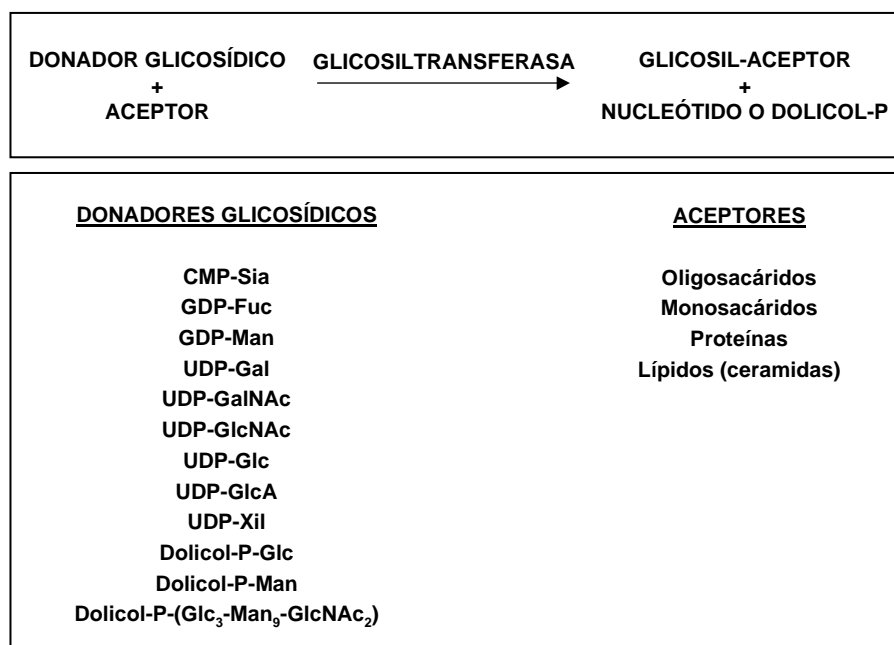 DONADOR GLICOSÍDICO
+
ACEPTOR
GLICOSILTRANSFERASA
GLICOSIL-ACEPTOR
+
NUCLEÓTIDO O DOLICOL-P
DONADORES GLICOSÍDICOS
CMP-Sia
GDP-Fuc
GDP-Man
UDP-Gal
UDP-GalNAc
UDP-GlcNAc
UDP-Glc
UDP-GlcA
UDP-Xil
Dolicol-P-Glc
Dolicol-P-Man
Dolicol-P-(Glc₃-Man₉-GlcNAc₂)
ACEPTORES
Oligosacáridos
Monosacáridos
Proteínas
Lípidos (ceramidas)